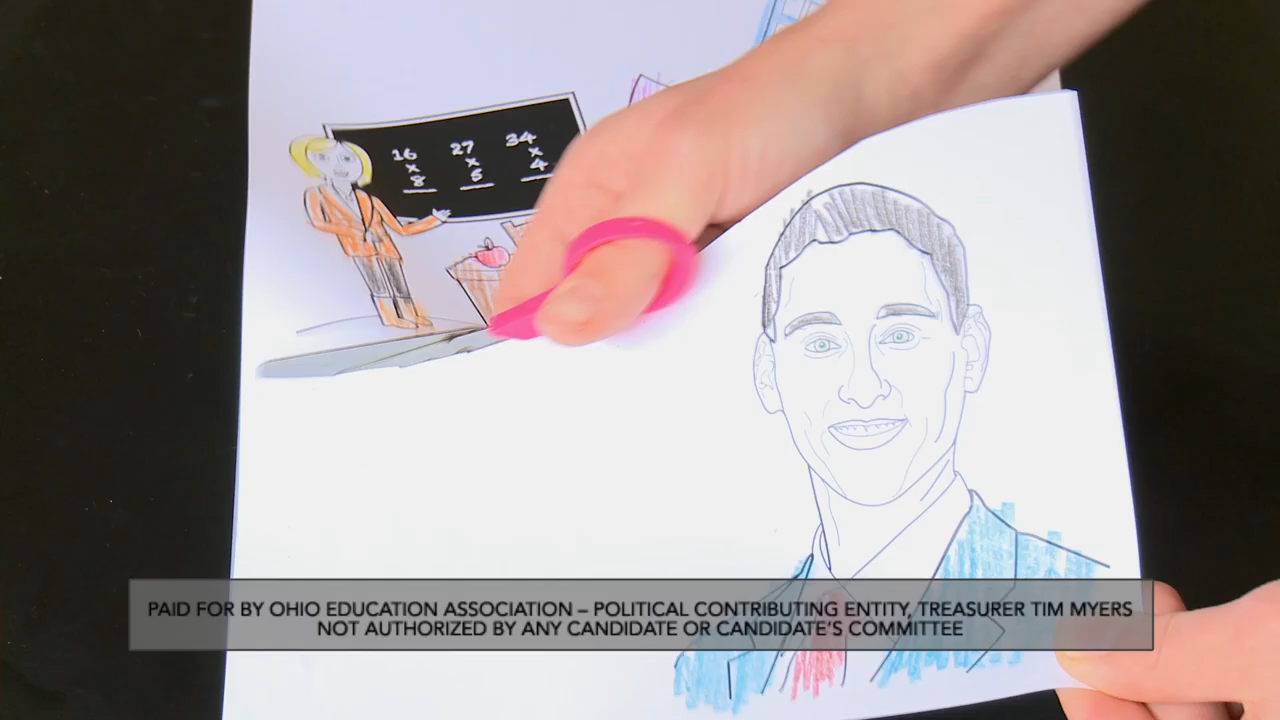 16 27 34
x x x
8 6 4
PAID FOR BY OHIO EDUCATION ASSOCIATION – POLITICAL CONTRIBUTING ENTITY, TREASURER TIM MYERS
NOT AUTHORIZED BY ANY CANDIDATE OR CANDIDATE'S COMMITTEE